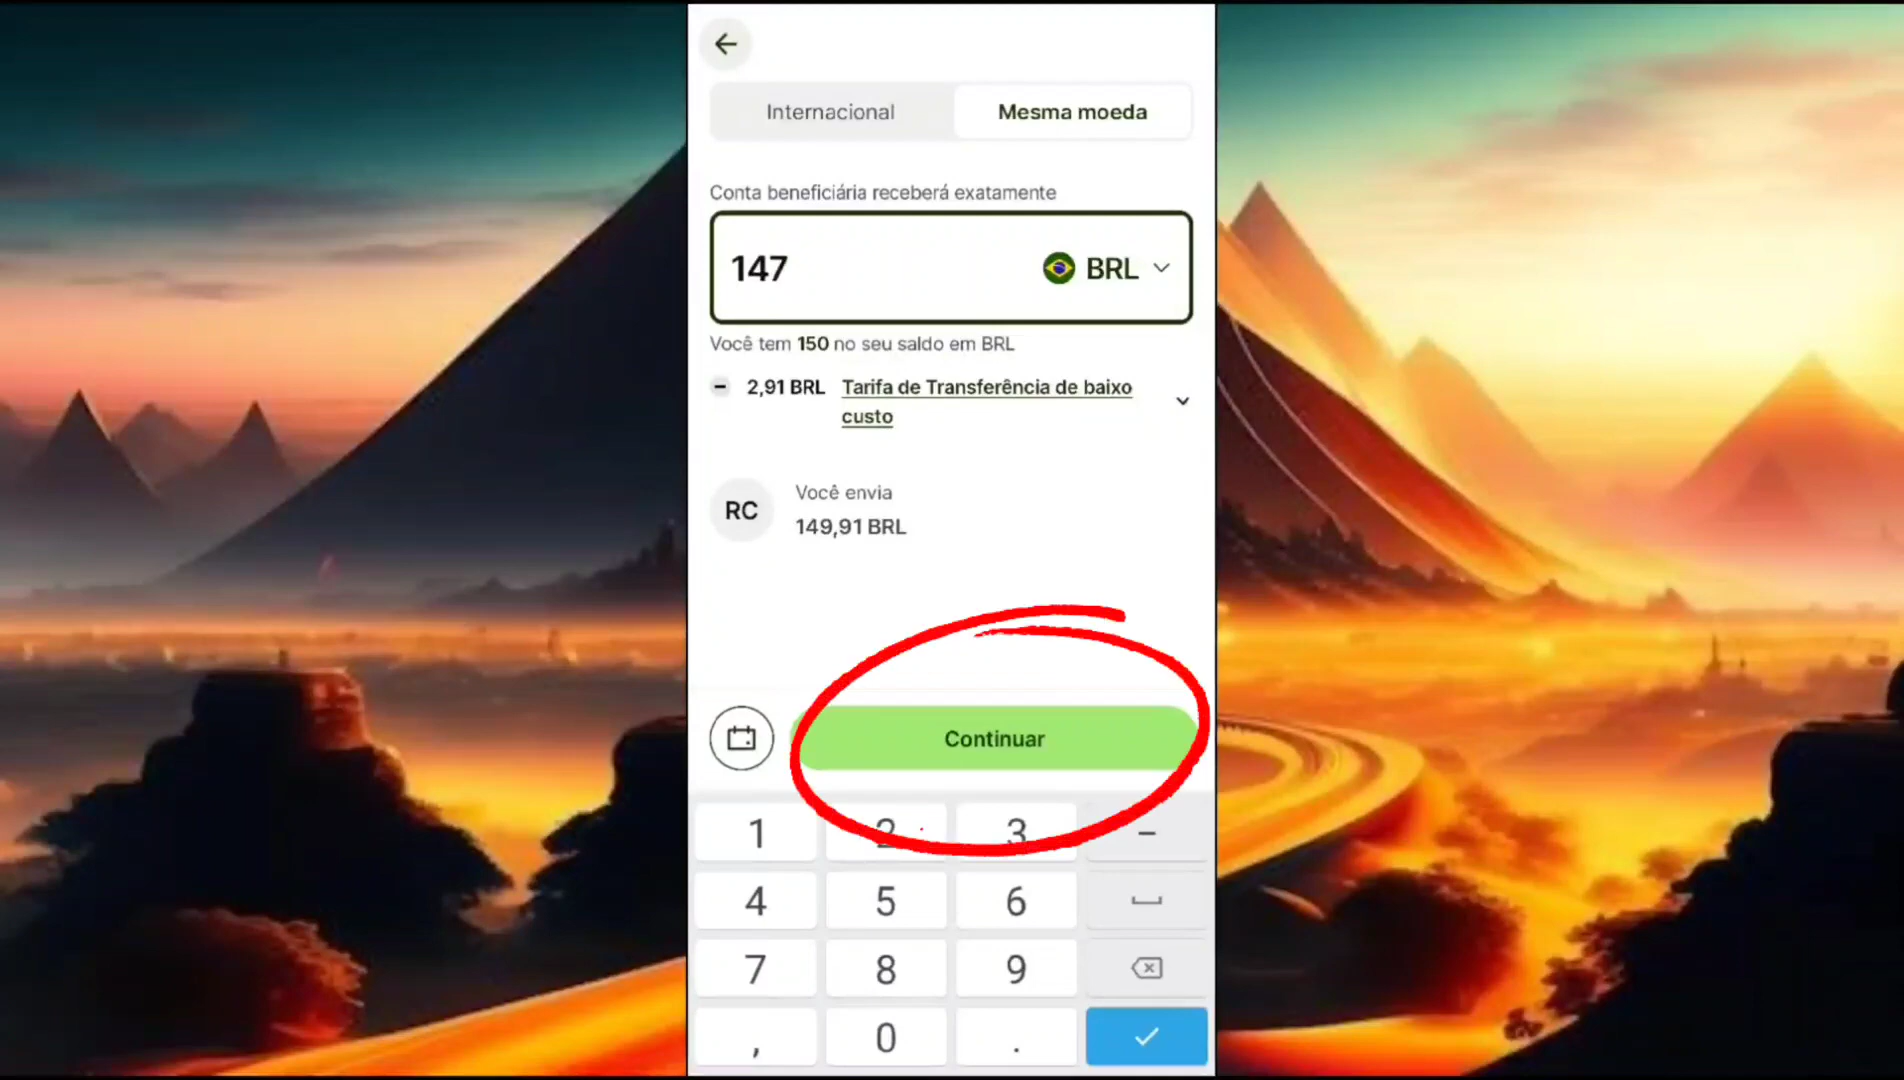 Internacional
Mesma moeda
Conta beneficiária receberá exatamente
147
BRL
Você tem 150 no seu saldo em BRL
2,91 BRL Tarifa de Transferência de baixo
custo
RC
Você envia
149,91 BRL
Continuar
1 2 3 –
4 5 6
7 8 9
, 0 .